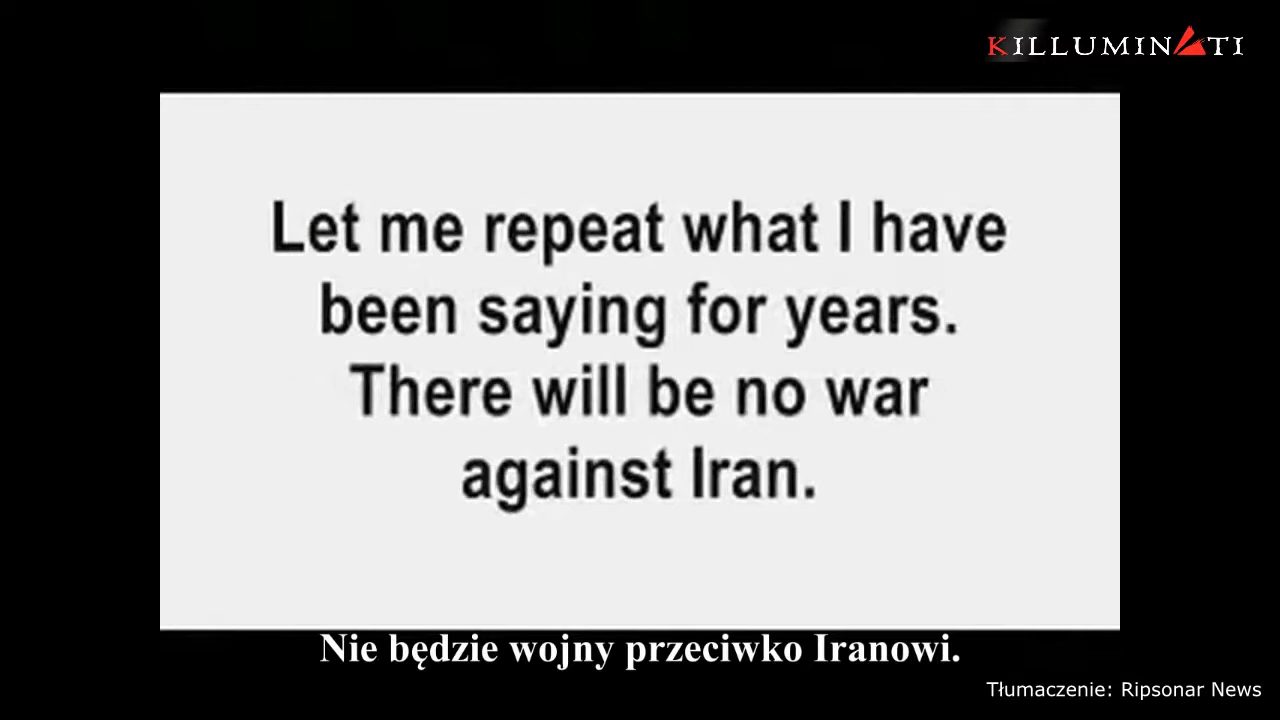 KILLUMINATI
Let me repeat what I have
been saying for years.
There will be no war
against Iran.
Nie będzie wojny przeciwko Iranowi.
Tłumaczenie: Ripsonar News